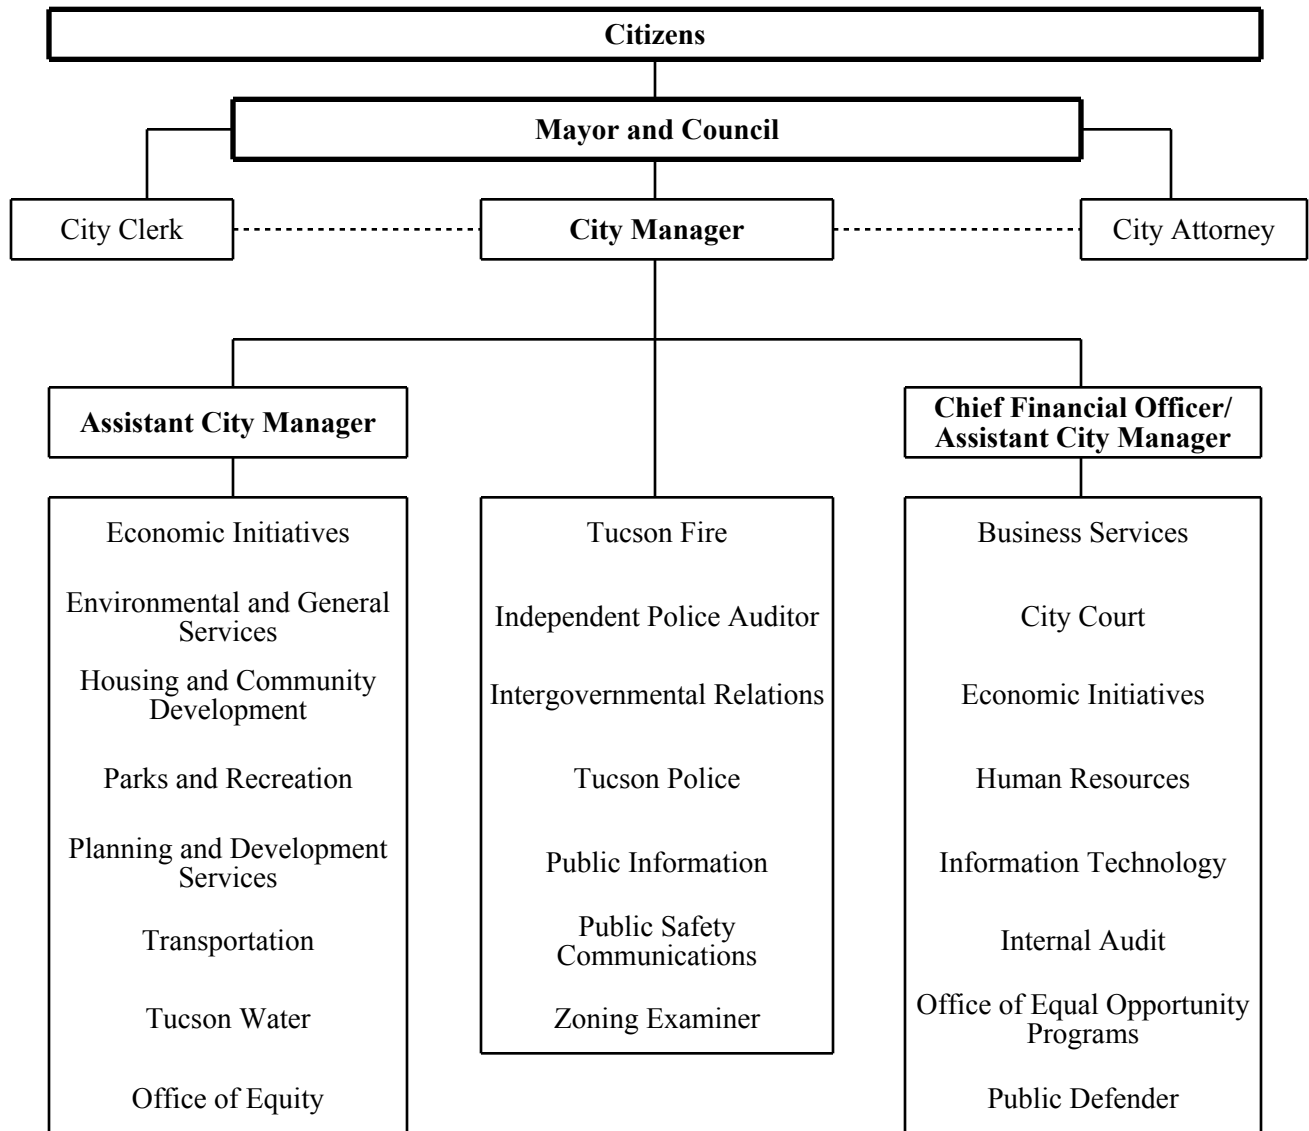 Citizens
Mayor and Council
City Clerk
City Manager
City Attorney
Assistant City Manager
Chief Financial Officer/
Assistant City Manager
Economic Initiatives
Environmental and General
Services
Housing and Community
Development
Parks and Recreation
Planning and Development
Services
Transportation
Tucson Water
Office of Equity
Tucson Fire
Independent Police Auditor
Intergovernmental Relations
Tucson Police
Public Information
Public Safety
Communications
Zoning Examiner
Business Services
City Court
Economic Initiatives
Human Resources
Information Technology
Internal Audit
Office of Equal Opportunity
Programs
Public Defender